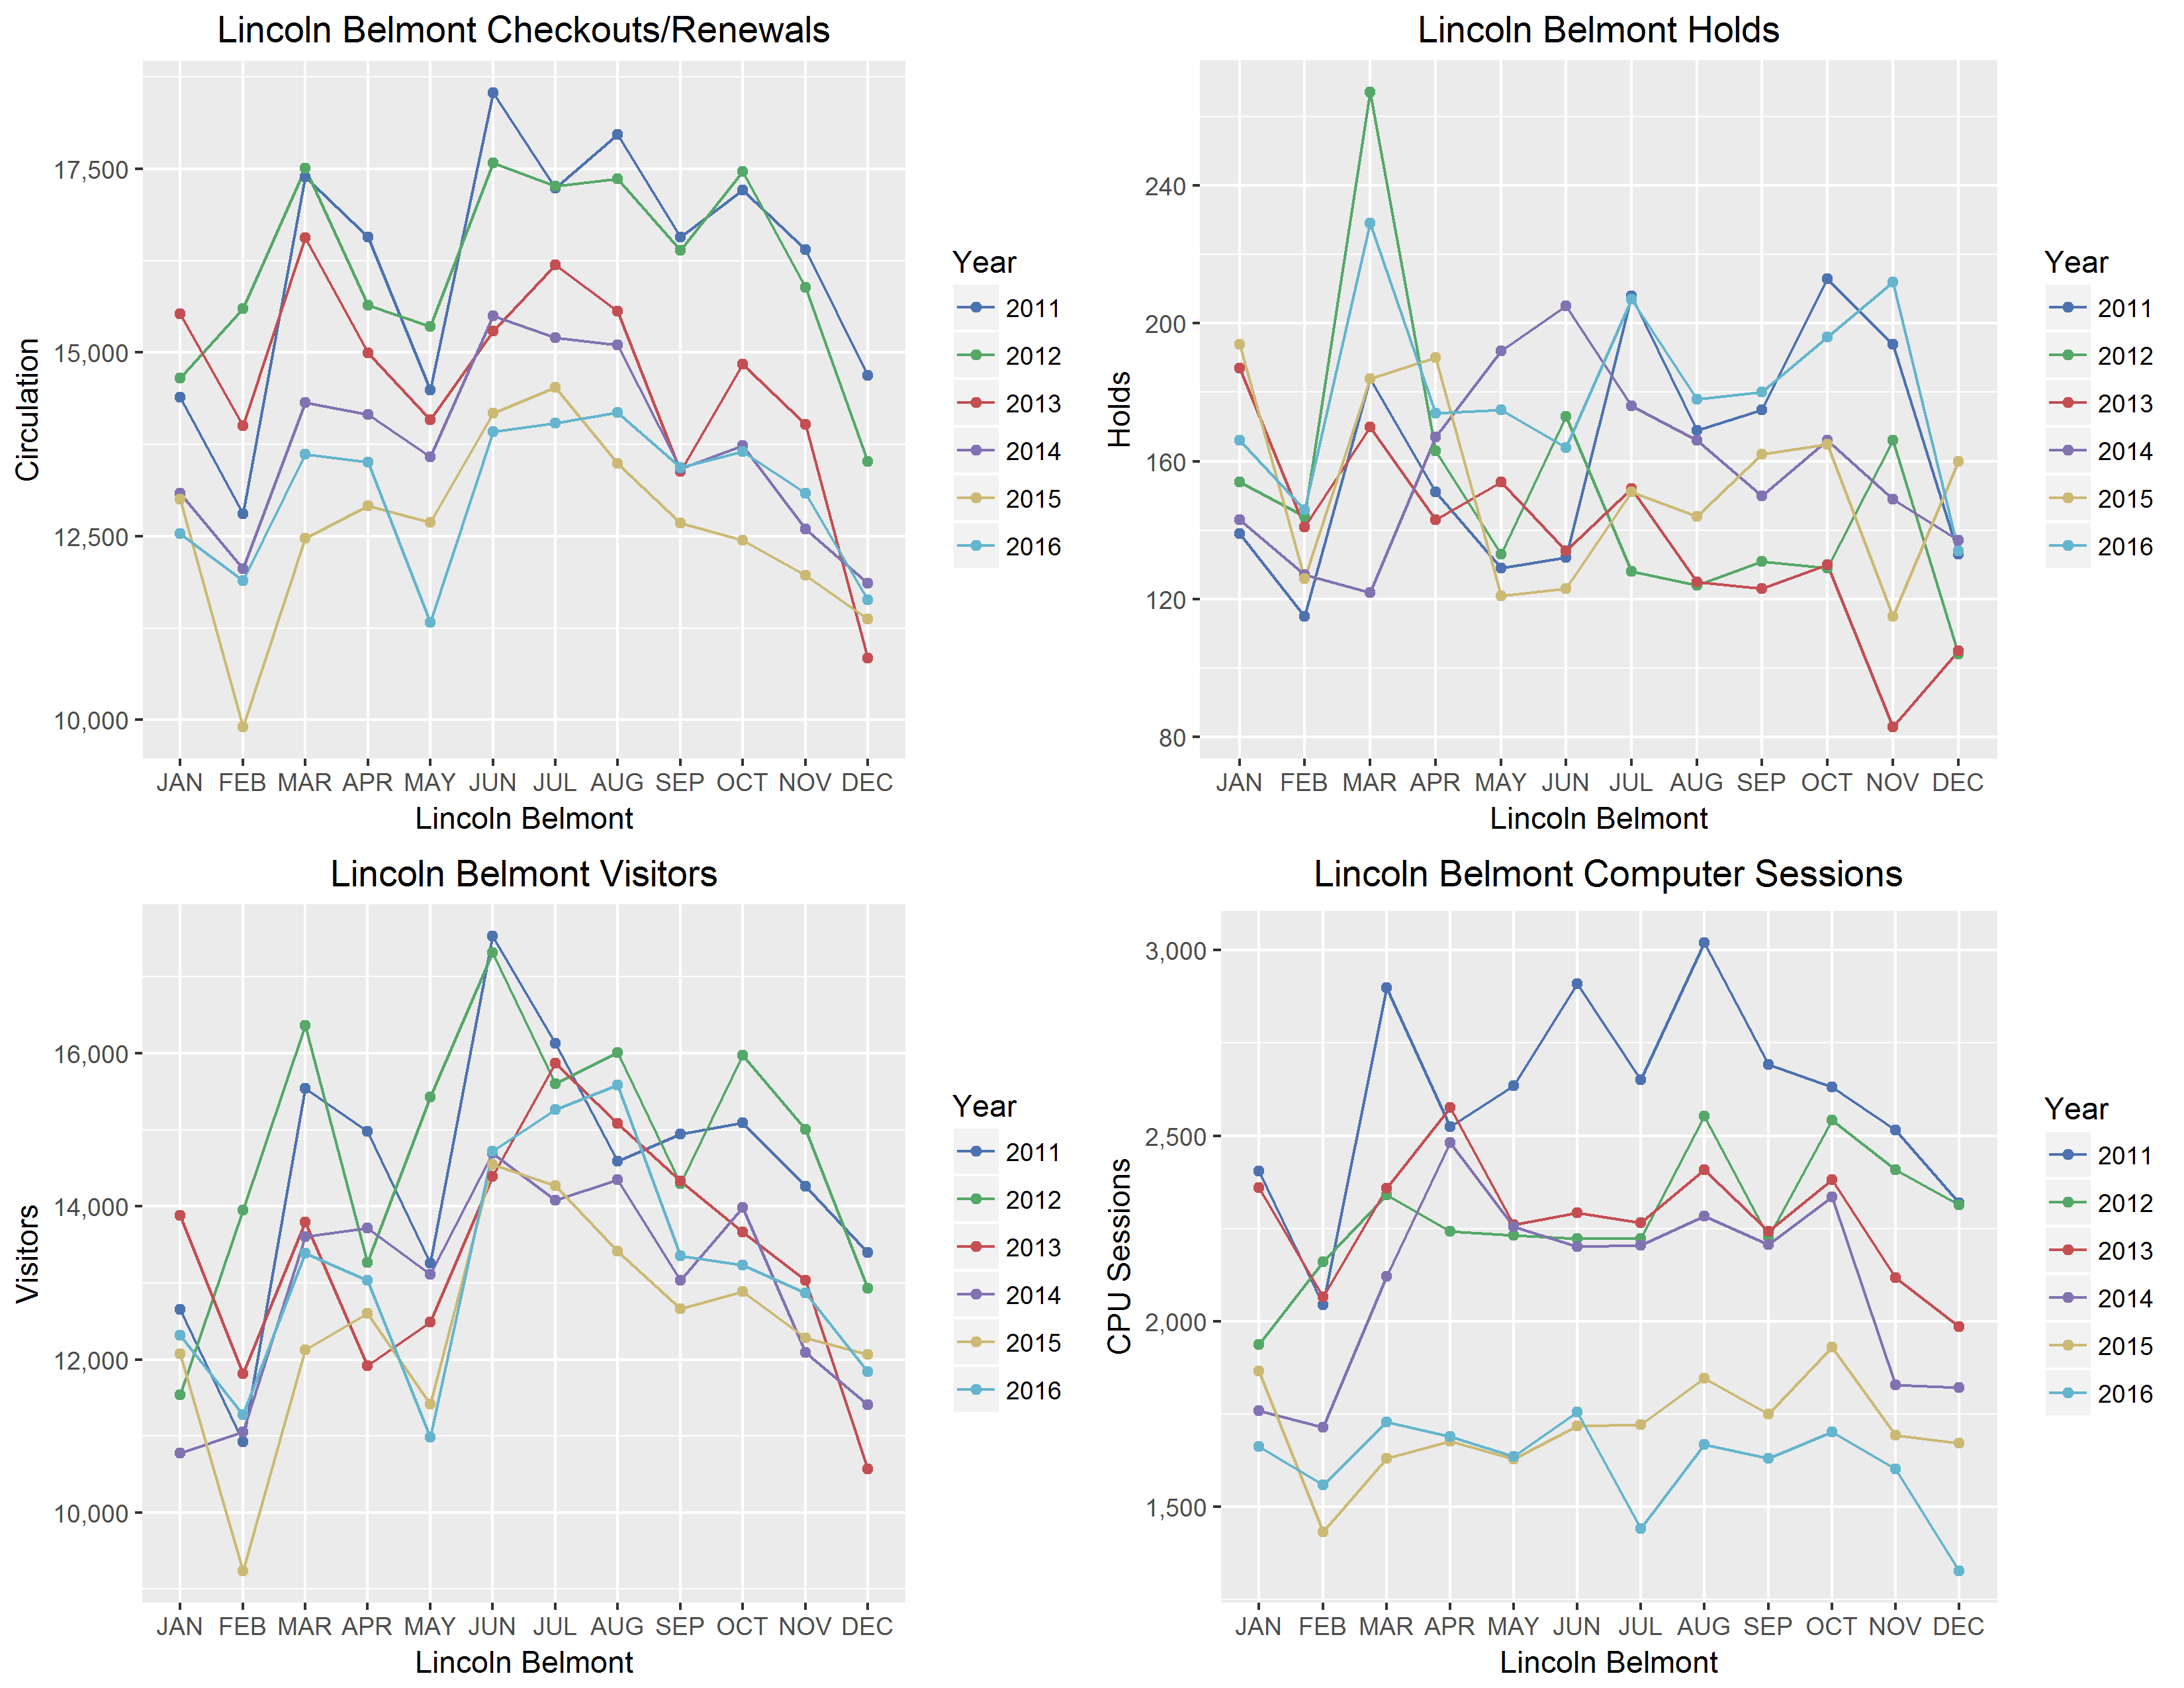 Lincoln Belmont Checkouts/Renewals
Circulation
17,500
15,000
12,500
10,000
JAN FEB MAR APR MAY JUN JUL AUG SEP OCT NOV DEC
Lincoln Belmont
Year
2011
2012
2013
2014
2015
2016
Lincoln Belmont Holds
Holds
240
200
160
120
80
JAN FEB MAR APR MAY JUN JUL AUG SEP OCT NOV DEC
Lincoln Belmont
Year
2011
2012
2013
2014
2015
2016
Lincoln Belmont Visitors
Visitors
16,000
14,000
12,000
10,000
JAN FEB MAR APR MAY JUN JUL AUG SEP OCT NOV DEC
Lincoln Belmont
Year
2011
2012
2013
2014
2015
2016
Lincoln Belmont Computer Sessions
CPU Sessions
3,000
2,500
2,000
1,500
JAN FEB MAR APR MAY JUN JUL AUG SEP OCT NOV DEC
Lincoln Belmont
Year
2011
2012
2013
2014
2015
2016